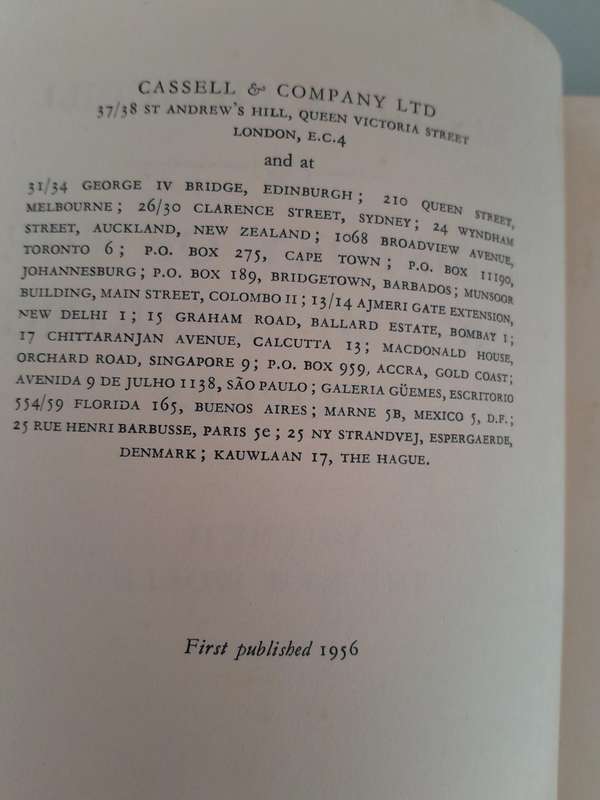 CASSELL & COMPANY LTD
37/38 ST ANDREW'S HILL, QUEEN VICTORIA STREET
LONDON, E.C.4
and at
31/34 GEORGE IV BRIDGE, EDINBURGH; 210 QUEEN STREET,
MELBOURNE; 26/30 CLARENCE STREET, SYDNEY; 24 WYNDHAM
STREET, AUCKLAND, NEW ZEALAND; 1068 BROADVIEW AVENUE,
TORONTO 6; P.O. BOX 275, CAPE TOWN; P.O. BOX 11190,
JOHANNESBURG; P.O. BOX 189, BRIDGETOWN, BARBADOS; MUNSOOR
BUILDING, MAIN STREET, COLOMBO 11; 13/14 AJMERI GATE EXTENSION,
NEW DELHI 1; 15 GRAHAM ROAD, BALLARD ESTATE, BOMBAY 1;
17 CHITTARANJAN AVENUE, CALCUTTA 13; MACDONALD HOUSE,
ORCHARD ROAD, SINGAPORE 9; P.O. BOX 959, ACCRA, GOLD COAST;
AVENIDA 9 DE JULHO 1138, SÃO PAULO; GALERIA GÜEMES, ESCRITORIO
554/59 FLORIDA 165, BUENOS AIRES; MARNE 5B, MEXICO 5, D.F.;
25 RUE HENRI BARBUSSE, PARIS 5e; 25 NY STRANDVEJ, ESPERGAERDE,
DENMARK; KAUWLAAN 17, THE HAGUE.
First published 1956